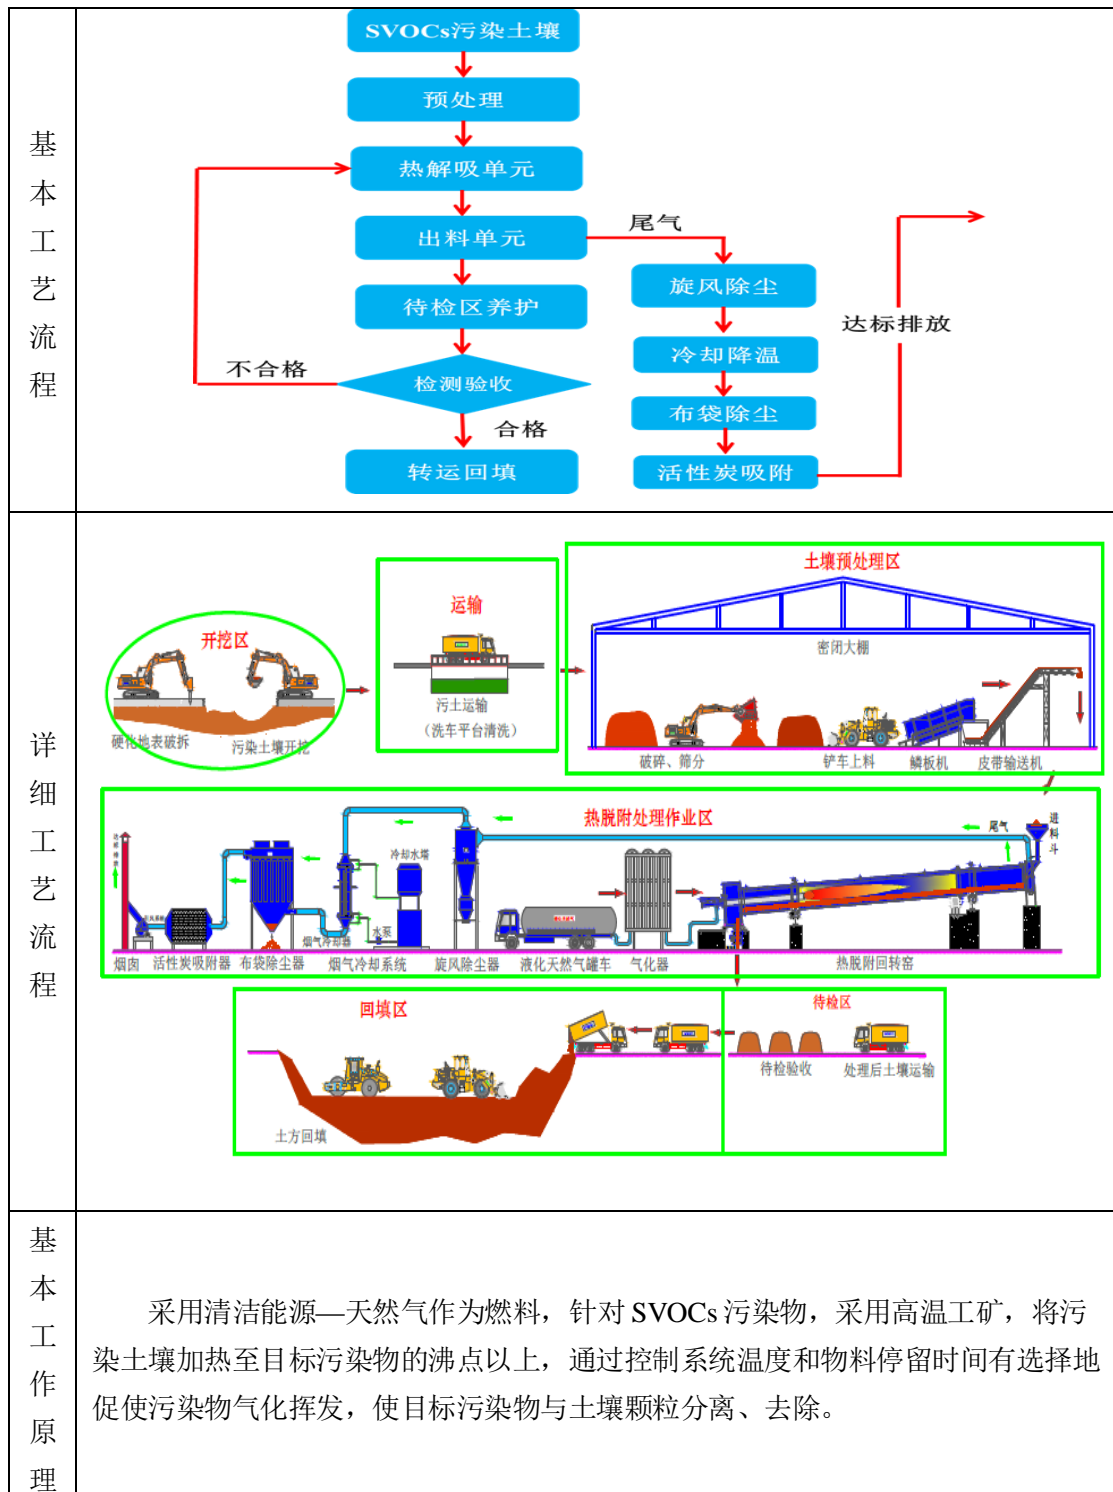 基本工艺流程
SVOCs污染土壤
预处理
热解吸单元
出料单元
尾气
旋风除尘
待检区养护
冷却降温
达标排放
不合格
检测验收
布袋除尘
合格
转运回填
活性炭吸附
详细工艺流程
开挖区
硬化地表破拆
污染土壤开挖
运输
污土运输
（洗车平台清洗）
土壤预处理区
密闭大棚
破碎、筛分
铲车上料
鳞板机
皮带输送机
热脱附处理作业区
尾气
进料斗
冷却水塔
水泵
烟气冷却器
烟囱
活性炭吸附器
布袋除尘器
烟气冷却系统
旋风除尘器
液化天然气罐车
气化器
热脱附回转窑
回填区
土方回填
待检区
待检验收
处理后土壤运输
基本工作原理
采用清洁能源—天然气作为燃料，针对 SVOCs 污染物，采用高温工矿，将污
染土壤加热至目标污染物的沸点以上，通过控制系统温度和物料停留时间有选择地
促使污染物气化挥发，使目标污染物与土壤颗粒分离、去除。